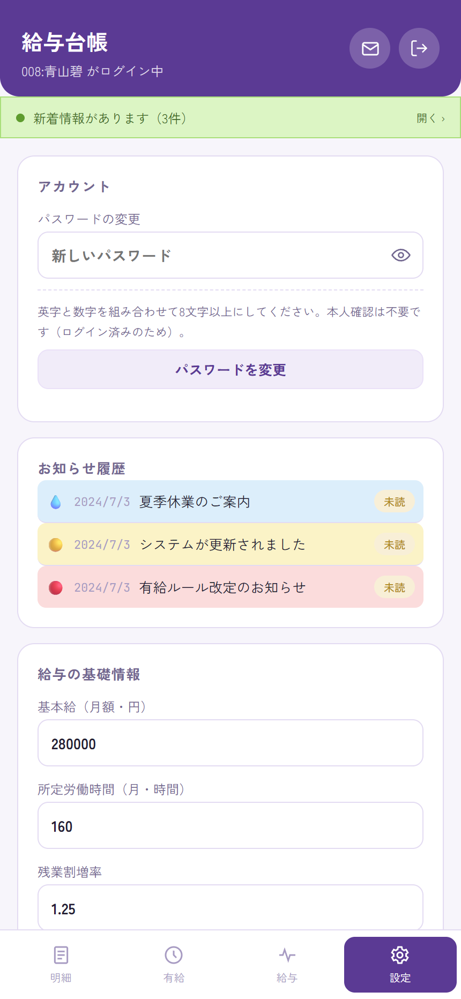 給与台帳
008:青山碧 がログイン中
新着情報があります（3件）
開く ›
アカウント
パスワードの変更
新しいパスワード
英字と数字を組み合わせて8文字以上にしてください。本人確認は不要で
す（ログイン済みのため）。
パスワードを変更
お知らせ履歴
2024/7/3 夏季休業のご案内 未読
2024/7/3 システムが更新されました 未読
2024/7/3 有給ルール改定のお知らせ 未読
給与の基礎情報
基本給（月額・円）
280000
所定労働時間（月・時間）
160
残業割増率
1.25
明細 有給 給与 設定